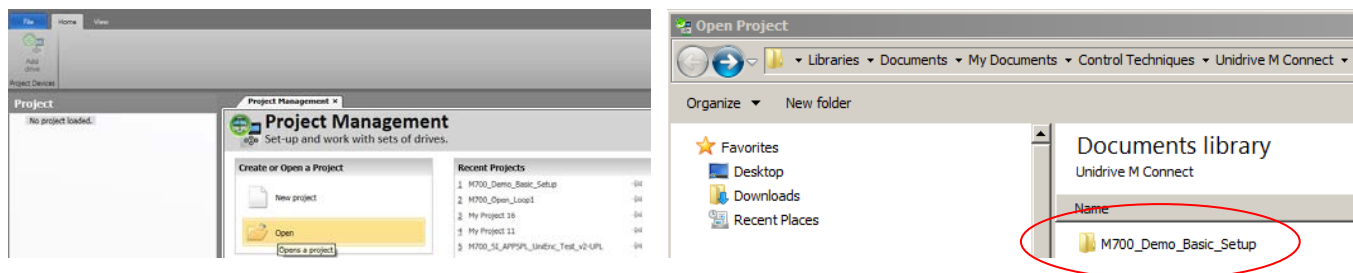 File Home View
Add
drive
Project Devices
Project
No project loaded.
Project Management ×
Project Management
Set-up and work with sets of drives.
Create or Open a Project
New project
Open
Opens a project
Recent Projects
1 M700_Demo_Basic_Setup
2 M700_Open_Loop1
3 My Project 16
4 My Project 11
5 M700_SI_APPSPL_UniEnc_Test_v2-UPL
Open Project
Libraries Documents My Documents Control Techniques Unidrive M Connect
Organize New folder
Favorites
Desktop
Downloads
Recent Places
Documents library
Unidrive M Connect
Name
M700_Demo_Basic_Setup